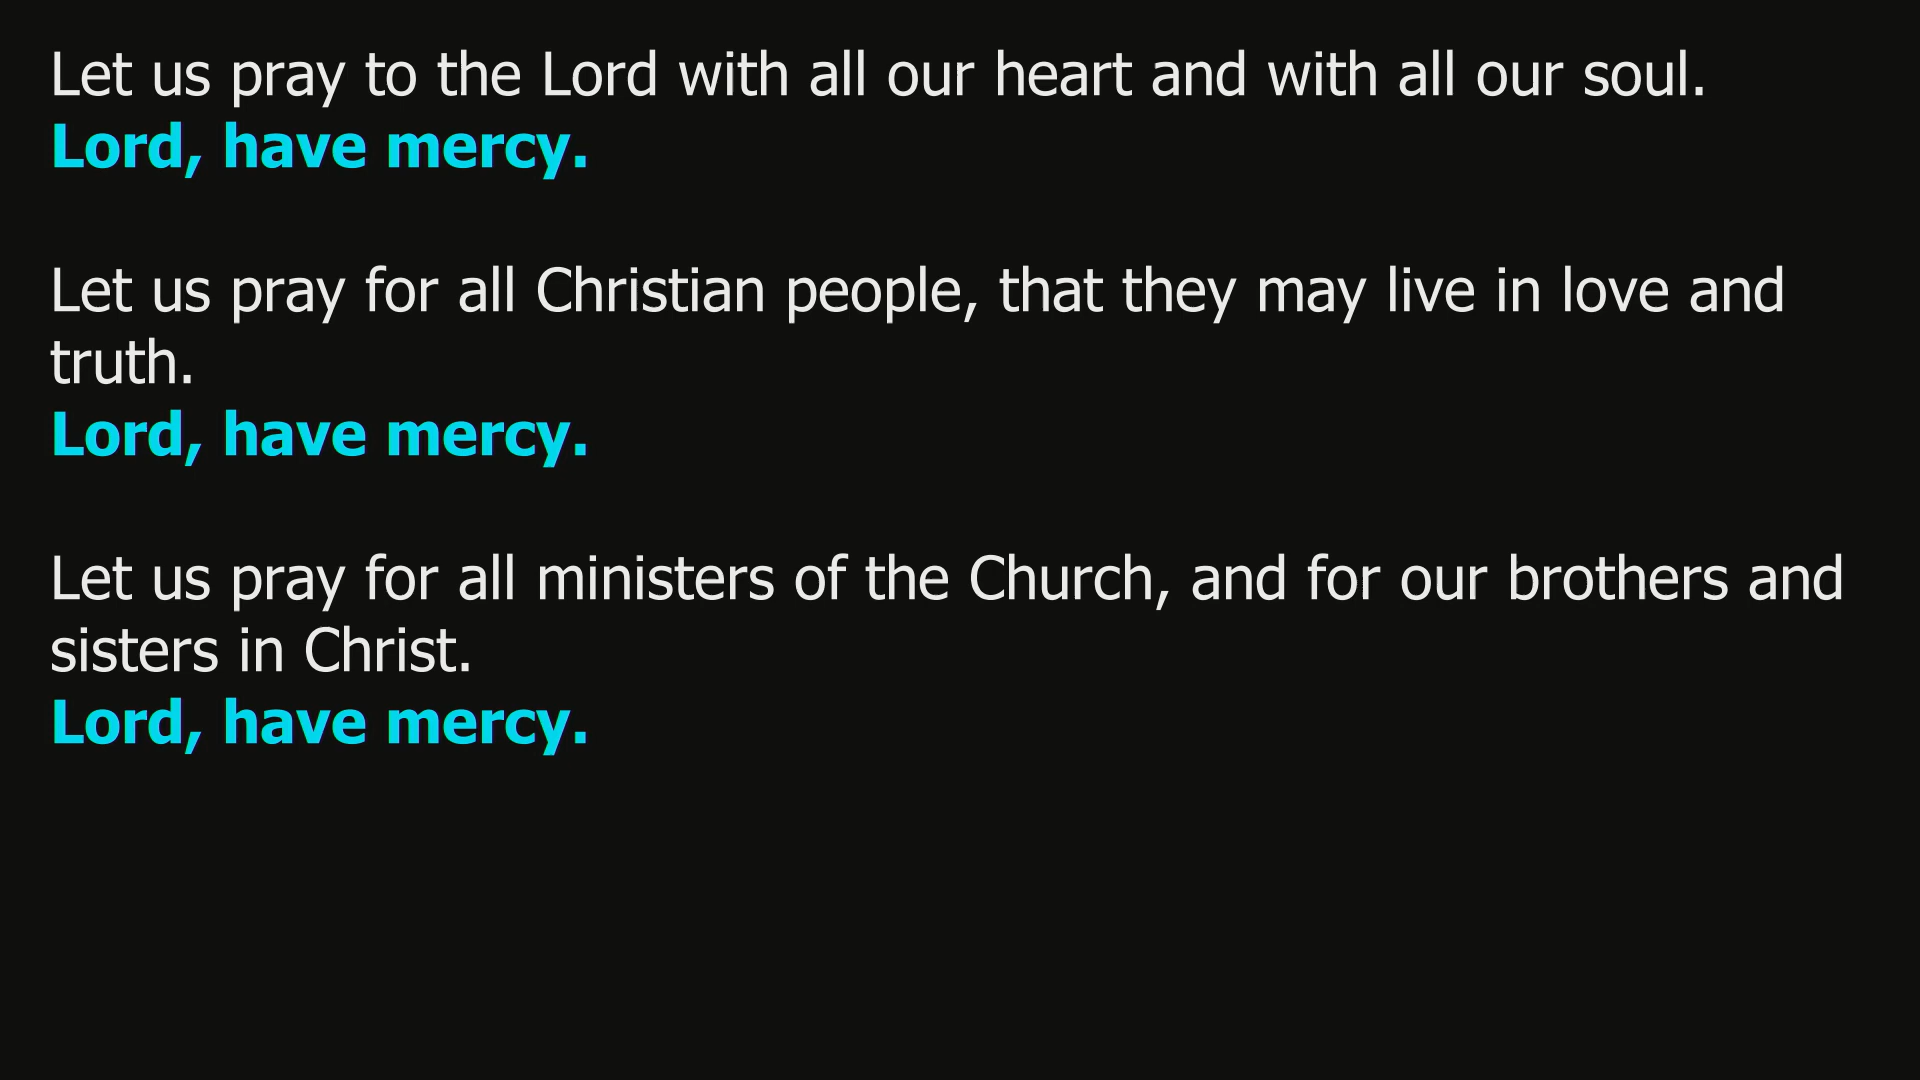 Let us pray to the Lord with all our heart and with all our soul.
Lord, have mercy.
Let us pray for all Christian people, that they may live in love and
truth.
Lord, have mercy.
Let us pray for all ministers of the Church, and for our brothers and
sisters in Christ.
Lord, have mercy.